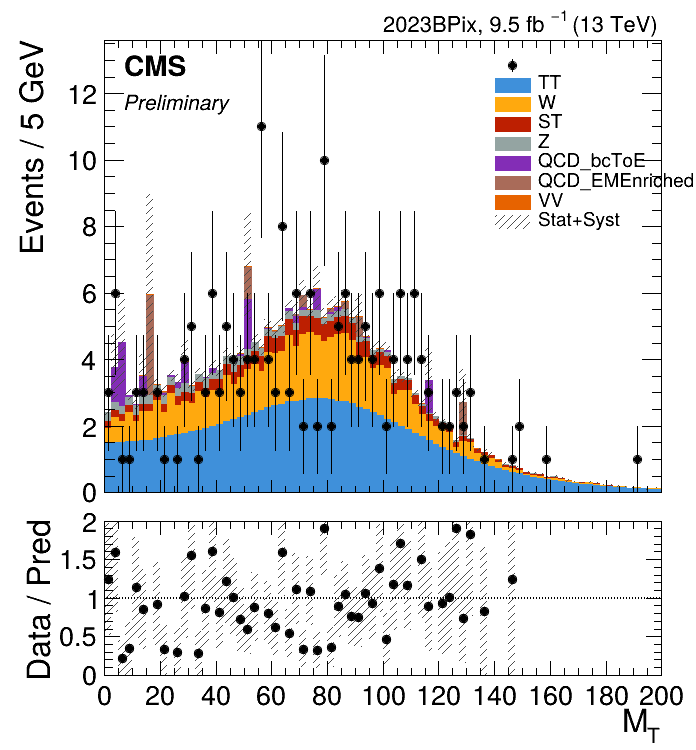 2023BPix, 9.5 fb⁻¹ (13 TeV)
CMS
Preliminary
TT
W
ST
Z
QCD_bcToE
QCD_EMEnriched
VV
Stat+Syst
Events / 5 GeV
12
10
8
6
4
2
0
Data / Pred
2
1.5
1
0.5
0
0 20 40 60 80 100 120 140 160 180 200
M_T